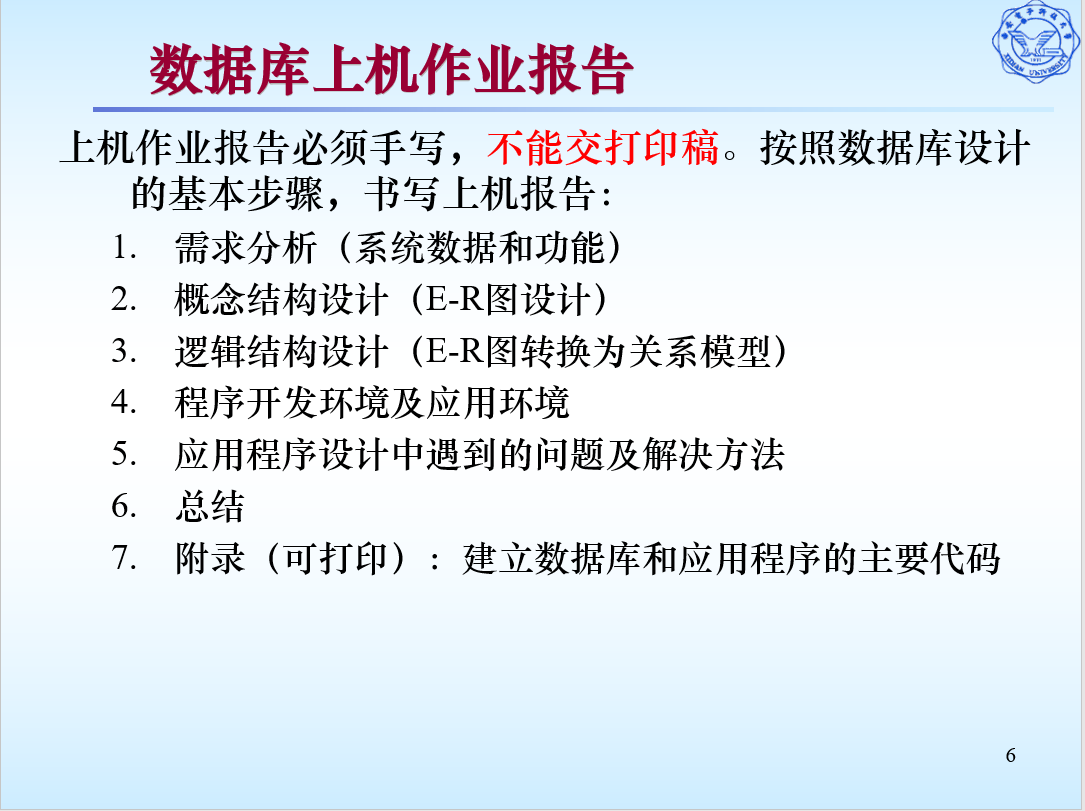 数据库上机作业报告
上机作业报告必须手写，不能交打印稿。按照数据库设计
的基本步骤，书写上机报告：
1. 需求分析（系统数据和功能）
2. 概念结构设计（E-R图设计）
3. 逻辑结构设计（E-R图转换为关系模型）
4. 程序开发环境及应用环境
5. 应用程序设计中遇到的问题及解决方法
6. 总结
7. 附录（可打印）：建立数据库和应用程序的主要代码
6